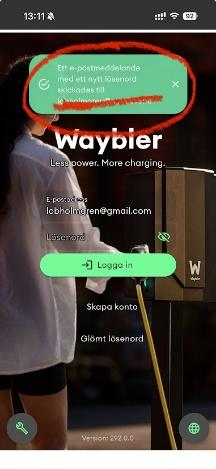 13:11
92
Ett e-postmeddelande
med ett nytt lösenord
skickades till
Waybler
Less power. More charging.
E-postadress
lobholmgren@gmail.com
Lösenord
Logga in
W
Skapa konto
Glömt lösenord
Version: 292.0.0